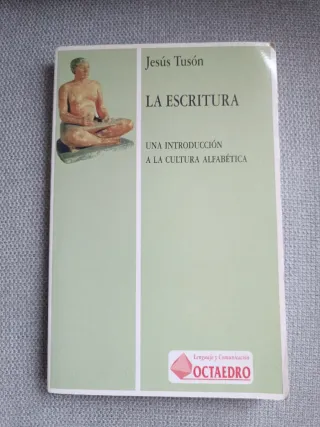 Jesús Tusón
LA ESCRITURA
UNA INTRODUCCIÓN
A LA CULTURA ALFABÉTICA
Lenguaje y Comunicación
OCTAEDRO